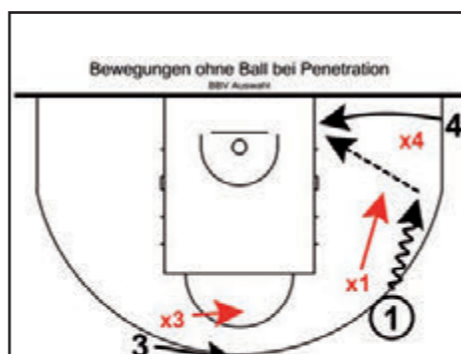 Bewegungen ohne Ball bei Penetration
BBV Auswahl
4
x4
x1
1
x3
3